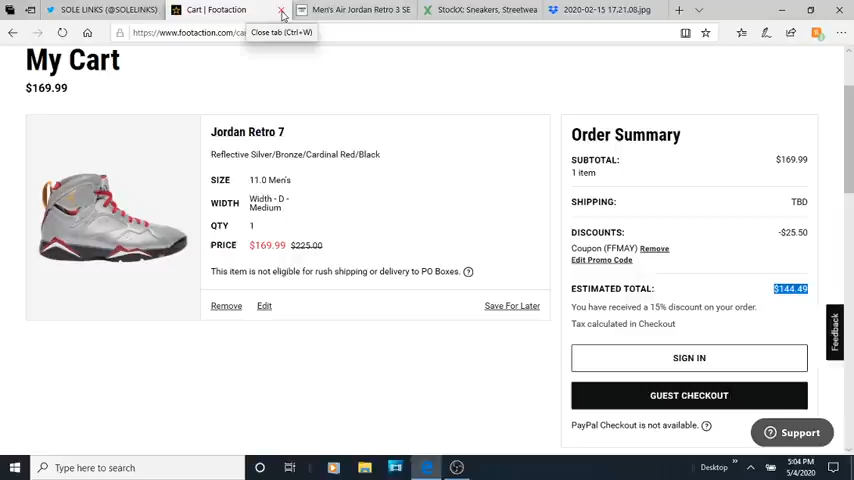 SOLE LINKS (@SOLELINKS)
Cart | Footaction
Men's Air Jordan Retro 3 SE
StockX: Sneakers, Streetwea
2020-02-15 17.21.08.jpg
https://www.footaction.com/ca
Close tab (Ctrl+W)
My Cart
$169.99
Jordan Retro 7
Reflective Silver/Bronze/Cardinal Red/Black
SIZE 11.0 Men's
WIDTH Width - D - Medium
QTY 1
PRICE $169.99 $225.00
This item is not eligible for rush shipping or delivery to PO Boxes. ?
Remove Edit Save For Later
Order Summary
SUBTOTAL: $169.99
1 item
SHIPPING: TBD
DISCOUNTS: -$25.50
Coupon (FFMAY) Remove
Edit Promo Code
ESTIMATED TOTAL: $144.49
You have received a 15% discount on your order.
Tax calculated in Checkout
SIGN IN
GUEST CHECKOUT
PayPal Checkout is not available. ?
Feedback
? Support
Type here to search
Desktop
5:04 PM
5/4/2020